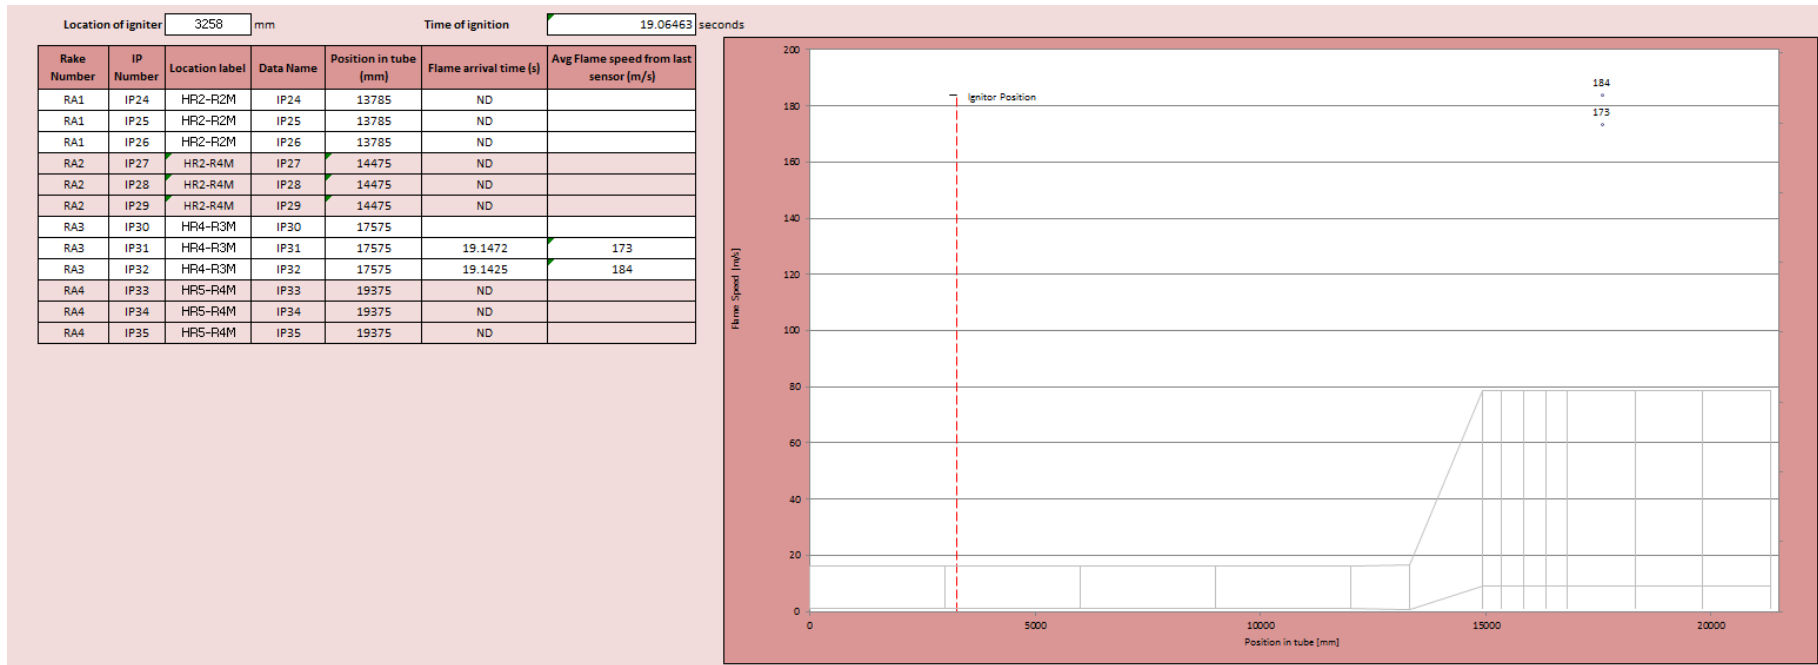 Location of igniter 3258 mm Time of ignition 19.06463 seconds
Rake Number IP Number Location label Data Name Position in tube (mm) Flame arrival time (s) Avg Flame speed from last sensor (m/s)
RA1 IP24 HR2-R2M IP24 13785 ND
RA1 IP25 HR2-R2M IP25 13785 ND
RA1 IP26 HR2-R2M IP26 13785 ND
RA2 IP27 HR2-R4M IP27 14475 ND
RA2 IP28 HR2-R4M IP28 14475 ND
RA2 IP29 HR2-R4M IP29 14475 ND
RA3 IP30 HR4-R3M IP30 17575
RA3 IP31 HR4-R3M IP31 17575 19.1472 173
RA3 IP32 HR4-R3M IP32 17575 19.1425 184
RA4 IP33 HR5-R4M IP33 19375 ND
RA4 IP34 HR5-R4M IP34 19375 ND
RA4 IP35 HR5-R4M IP35 19375 ND
Flame Speed [m/s]
200
180
160
140
120
100
80
60
40
20
0
Ignitor Position
184
173
0 5000 10000 15000 20000
Position in tube [mm]